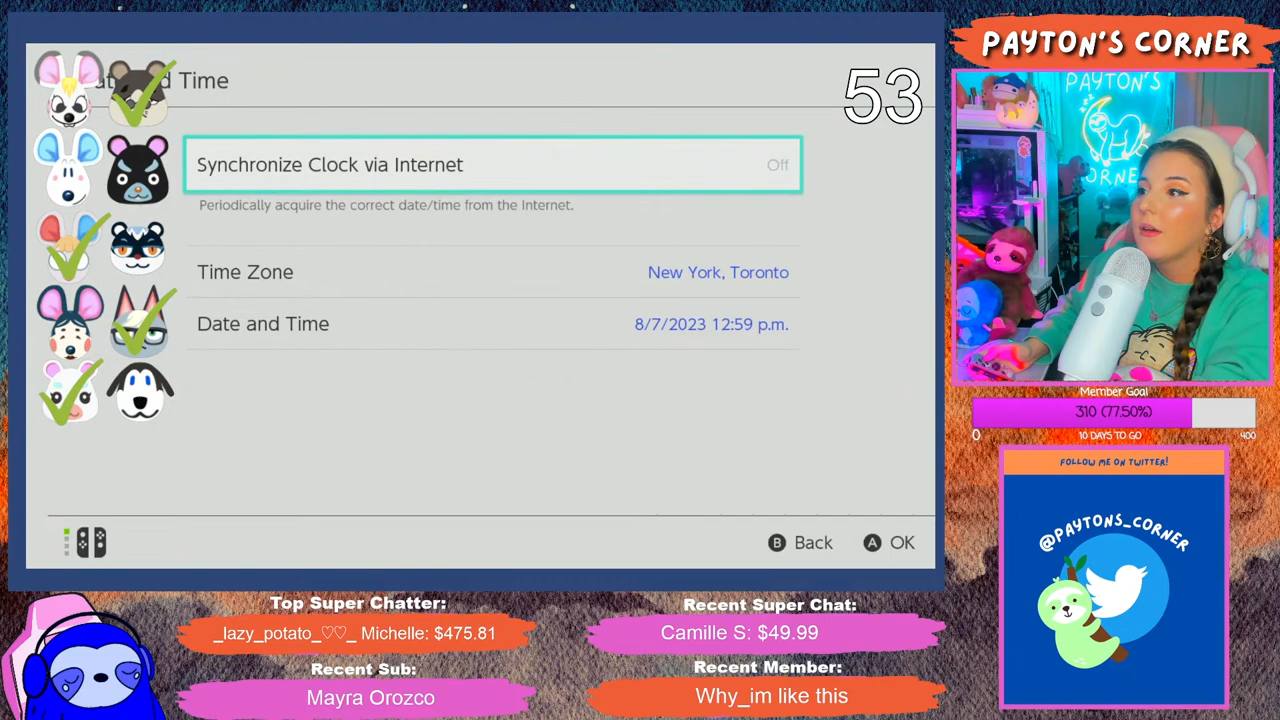 Time
53
Synchronize Clock via Internet
Off
Periodically acquire the correct date/time from the Internet.
Time Zone
New York, Toronto
Date and Time
8/7/2023 12:59 p.m.
B Back
A OK
PAYTON'S CORNER
PAYTON'S
CORNE
Member Goal
310 (77.50%)
0
10 DAYS TO GO
400
FOLLOW ME ON TWITTER!
@PAYTONS_CORNER
Top Super Chatter:
_lazy_potato_♡♡_ Michelle: $475.81
Recent Super Chat:
Camille S: $49.99
Recent Sub:
Mayra Orozco
Recent Member:
Why_im like this